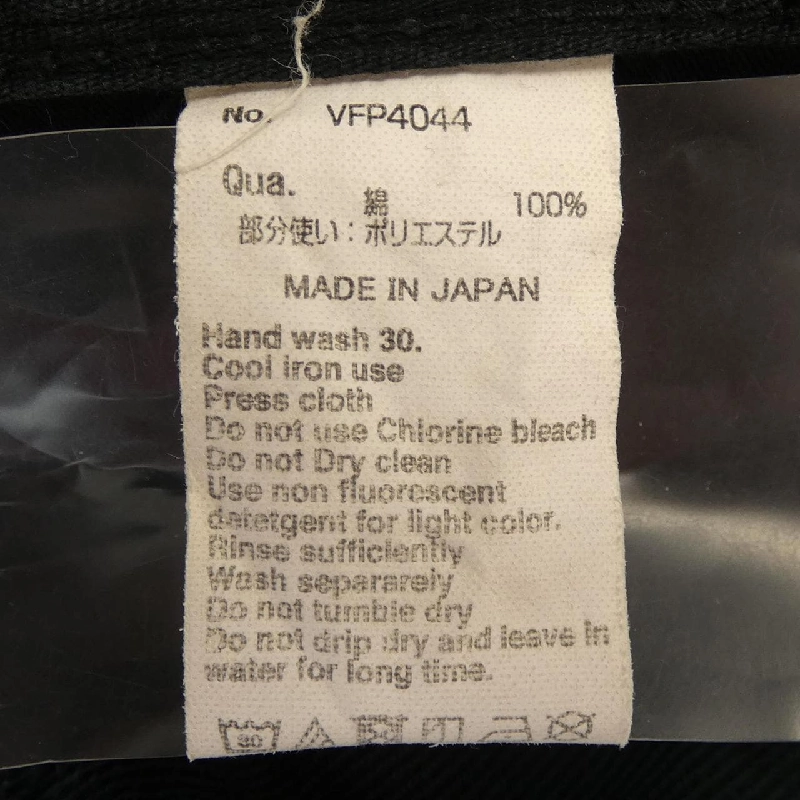 No. VFP4044
Qua.
綿 100%
部分使い：ポリエステル
MADE IN JAPAN
Hand wash 30.
Cool iron use
Press cloth
Do not use Chlorine bleach
Do not Dry clean
Use non fluorescent
detetgent for light color.
Rinse sufficiently
Wash separarely
Do not tumble dry
Do not drip dry and leave in
water for long time.
30